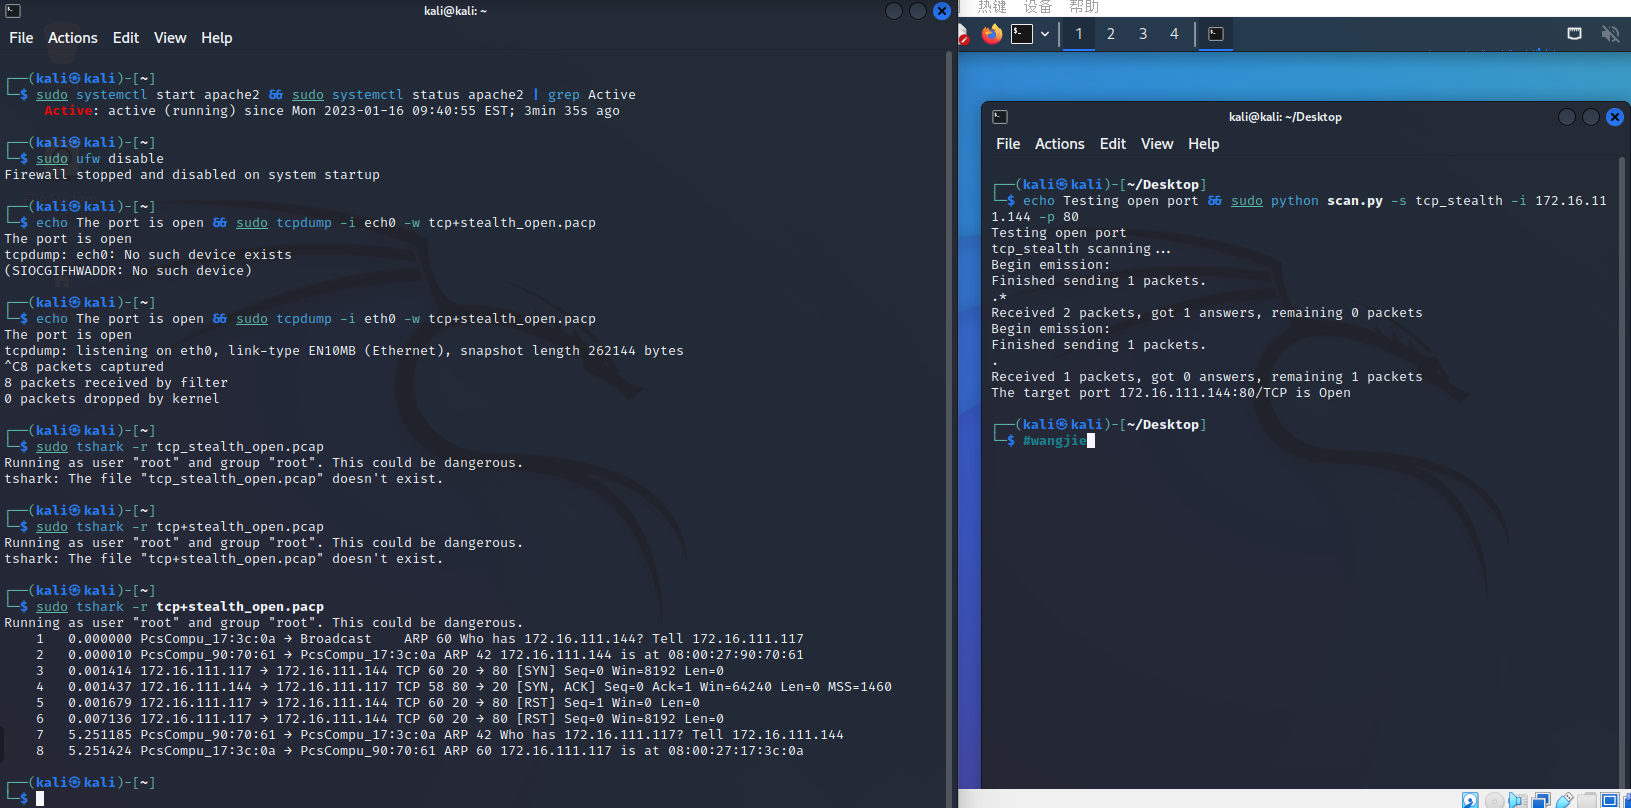 kali@kali: ~
File Actions Edit View Help
┌──(kali㉿kali)-[~]
└─$ sudo systemctl start apache2 && sudo systemctl status apache2 | grep Active
Active: active (running) since Mon 2023-01-16 09:40:55 EST; 3min 35s ago
┌──(kali㉿kali)-[~]
└─$ sudo ufw disable
Firewall stopped and disabled on system startup
┌──(kali㉿kali)-[~]
└─$ echo The port is open && sudo tcpdump -i ech0 -w tcp+stealth_open.pacp
The port is open
tcpdump: ech0: No such device exists
(SIOCGIFHWADDR: No such device)
┌──(kali㉿kali)-[~]
└─$ echo The port is open && sudo tcpdump -i eth0 -w tcp+stealth_open.pacp
The port is open
tcpdump: listening on eth0, link-type EN10MB (Ethernet), snapshot length 262144 bytes
^C8 packets captured
8 packets received by filter
0 packets dropped by kernel
┌──(kali㉿kali)-[~]
└─$ sudo tshark -r tcp_stealth_open.pcap
Running as user "root" and group "root". This could be dangerous.
tshark: The file "tcp_stealth_open.pcap" doesn't exist.
┌──(kali㉿kali)-[~]
└─$ sudo tshark -r tcp+stealth_open.pcap
Running as user "root" and group "root". This could be dangerous.
tshark: The file "tcp+stealth_open.pcap" doesn't exist.
┌──(kali㉿kali)-[~]
└─$ sudo tshark -r tcp+stealth_open.pacp
Running as user "root" and group "root". This could be dangerous.
1 0.000000 PcsCompu_17:3c:0a → Broadcast ARP 60 Who has 172.16.111.144? Tell 172.16.111.117
2 0.000010 PcsCompu_90:70:61 → PcsCompu_17:3c:0a ARP 42 172.16.111.144 is at 08:00:27:90:70:61
3 0.001414 172.16.111.117 → 172.16.111.144 TCP 60 20 → 80 [SYN] Seq=0 Win=8192 Len=0
4 0.001437 172.16.111.144 → 172.16.111.117 TCP 58 80 → 20 [SYN, ACK] Seq=0 Ack=1 Win=64240 Len=0 MSS=1460
5 0.001679 172.16.111.117 → 172.16.111.144 TCP 60 20 → 80 [RST] Seq=1 Win=0 Len=0
6 0.007136 172.16.111.117 → 172.16.111.144 TCP 60 20 → 80 [RST] Seq=0 Win=8192 Len=0
7 5.251185 PcsCompu_90:70:61 → PcsCompu_17:3c:0a ARP 42 Who has 172.16.111.117? Tell 172.16.111.144
8 5.251424 PcsCompu_17:3c:0a → PcsCompu_90:70:61 ARP 60 172.16.111.117 is at 08:00:27:17:3c:0a
┌──(kali㉿kali)-[~]
└─$
热键 设备 帮助
1 2 3 4
kali@kali: ~/Desktop
File Actions Edit View Help
┌──(kali㉿kali)-[~/Desktop]
└─$ echo Testing open port && sudo python scan.py -s tcp_stealth -i 172.16.11
1.144 -p 80
Testing open port
tcp_stealth scanning...
Begin emission:
Finished sending 1 packets.
.*
Received 2 packets, got 1 answers, remaining 0 packets
Begin emission:
Finished sending 1 packets.
.
Received 1 packets, got 0 answers, remaining 1 packets
The target port 172.16.111.144:80/TCP is Open
┌──(kali㉿kali)-[~/Desktop]
└─$ #wangjie